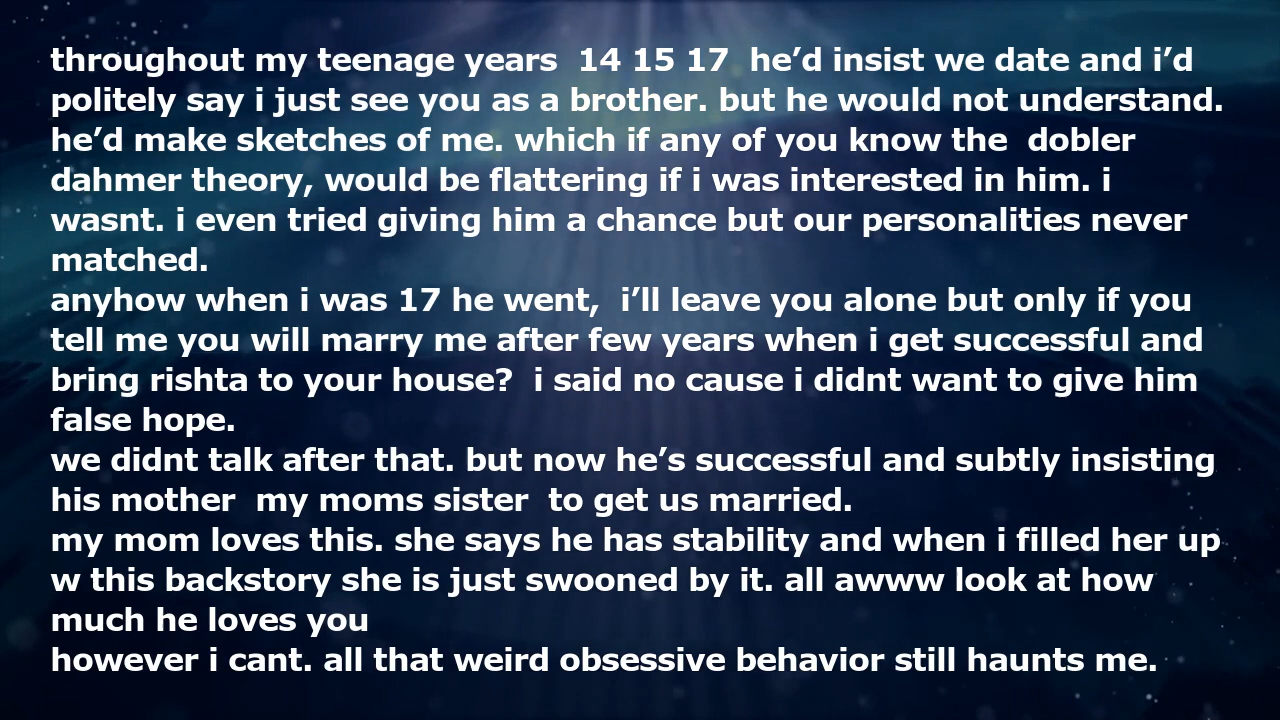 throughout my teenage years  14 15 17  he’d insist we date and i’d
politely say i just see you as a brother. but he would not understand.
he’d make sketches of me. which if any of you know the  dobler
dahmer theory, would be flattering if i was interested in him. i
wasnt. i even tried giving him a chance but our personalities never
matched.
anyhow when i was 17 he went,  i’ll leave you alone but only if you
tell me you will marry me after few years when i get successful and
bring rishta to your house?  i said no cause i didnt want to give him
false hope.
we didnt talk after that. but now he’s successful and subtly insisting
his mother  my moms sister  to get us married.
my mom loves this. she says he has stability and when i filled her up
w this backstory she is just swooned by it. all awww look at how
much he loves you
however i cant. all that weird obsessive behavior still haunts me.